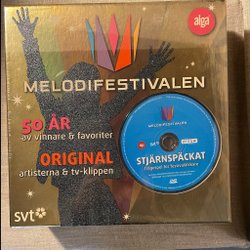 alga
MELODIFESTIVALEN
50 ÅR
av vinnare & favoriter
ORIGINAL
artisterna & tv-klippen
svt
MELODIFESTIVALEN
STJÄRNSPÄCKAT